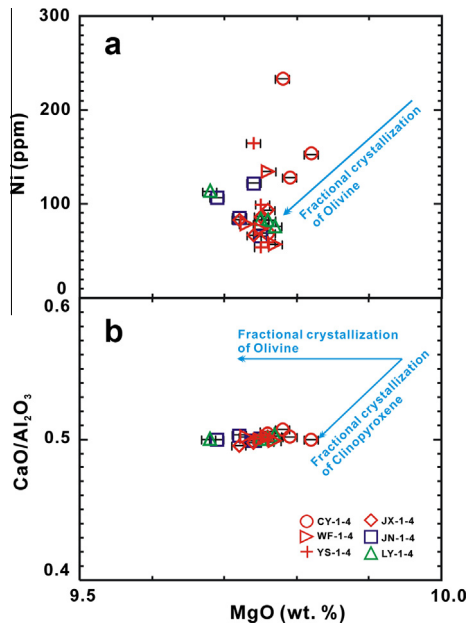 300
a
Ni (ppm)
200
Fractional crystallization
of Olivine
100
0
0.6
b
Fractional crystallization
of Olivine
CaO/Al₂O₃
0.5
Fractional crystallization
of Clinopyroxene
CY-1-4
JX-1-4
WF-1-4
JN-1-4
YS-1-4
LY-1-4
0.4
9.5
10.0
MgO (wt. %)